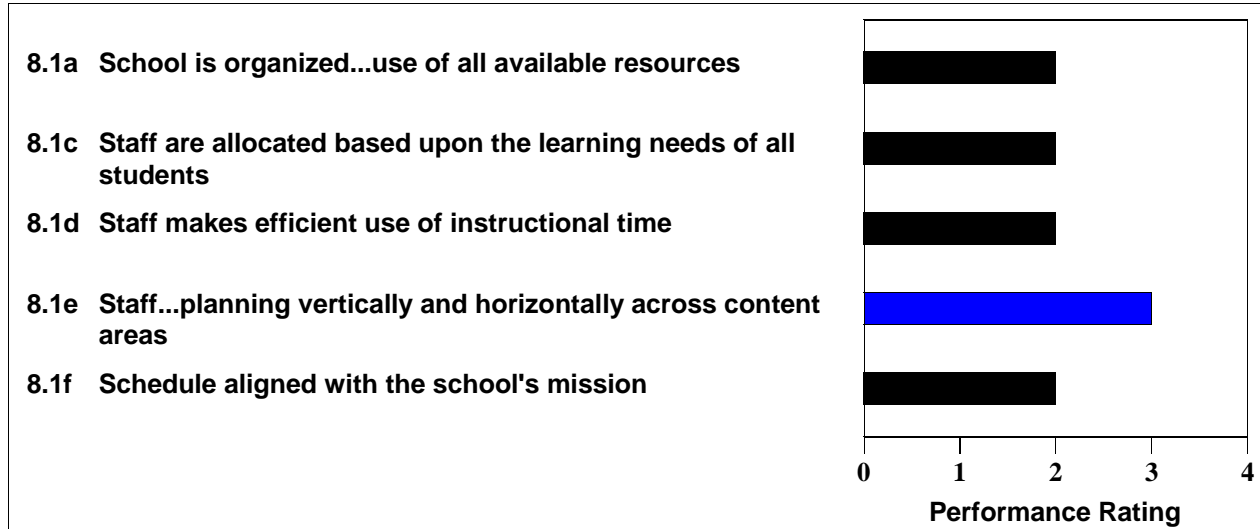 8.1a School is organized...use of all available resources
8.1c Staff are allocated based upon the learning needs of all
students
8.1d Staff makes efficient use of instructional time
8.1e Staff...planning vertically and horizontally across content
areas
8.1f Schedule aligned with the school's mission
0 1 2 3 4
Performance Rating